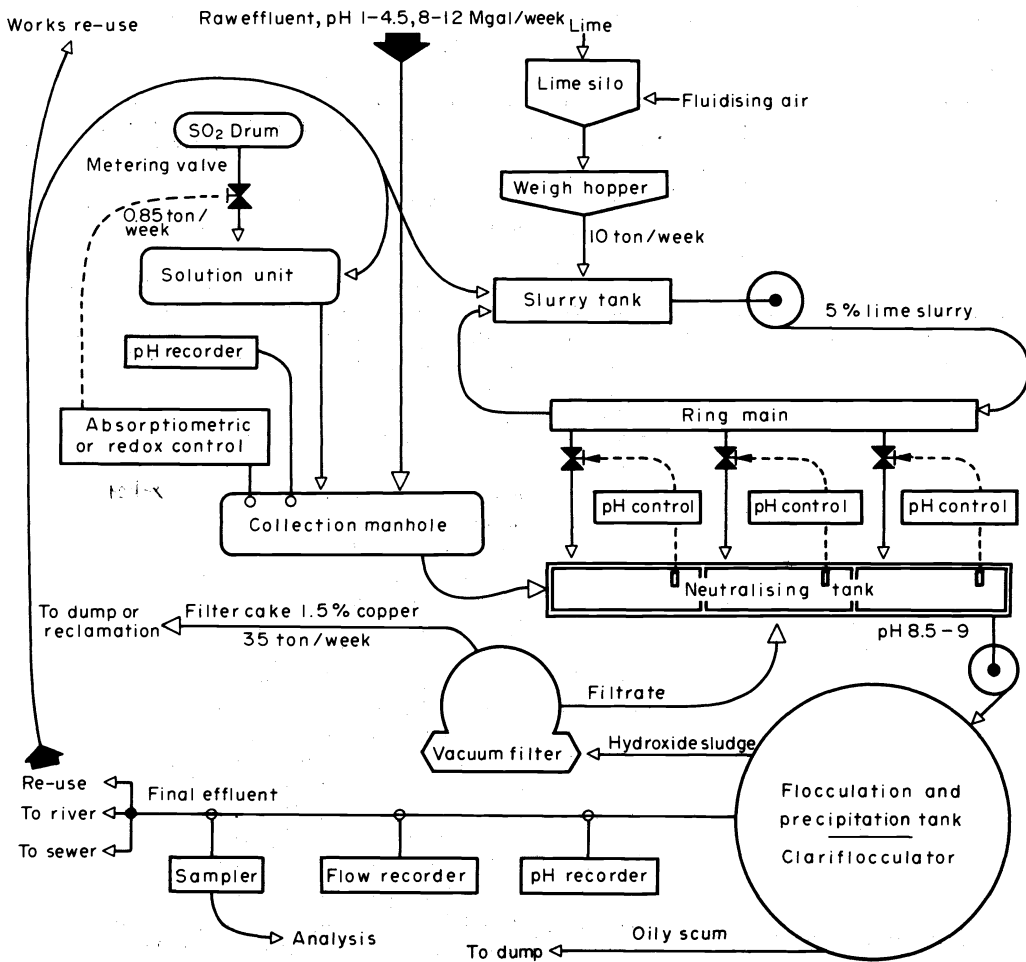 Works re-use
Raw effluent, pH 1-4.5, 8-12 Mgal/week
Lime
Lime silo
Fluidising air
SO₂ Drum
Metering valve
0.85 ton/
week
Weigh hopper
10 ton/week
Solution unit
Slurry tank
5% lime slurry
pH recorder
Ring main
Absorptiometric
or redox control
pH control
pH control
pH control
Collection manhole
Neutralising tank
To dump or
reclamation
Filter cake 1.5% copper
35 ton/week
pH 8.5-9
Filtrate
Vacuum filter
Hydroxide sludge
Re-use
To river
To sewer
Final effluent
Flocculation and
precipitation tank
Clariflocculator
Sampler
Flow recorder
pH recorder
Analysis
To dump
Oily scum